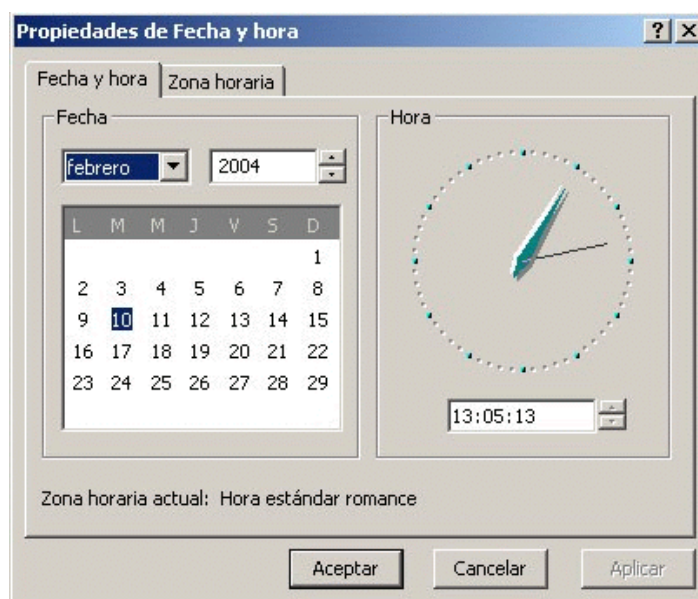 Propiedades de Fecha y hora
Fecha y hora
Zona horaria
Fecha
febrero
2004
L M M J V S D
1
2 3 4 5 6 7 8
9 10 11 12 13 14 15
16 17 18 19 20 21 22
23 24 25 26 27 28 29
Hora
13:05:13
Zona horaria actual: Hora estándar romance
Aceptar
Cancelar
Aplicar